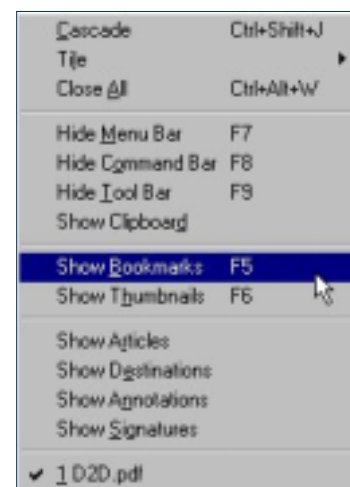 Cascade Ctrl+Shift+J
Tile
Close All Ctrl+Alt+W
Hide Menu Bar F7
Hide Command Bar F8
Hide Tool Bar F9
Show Clipboard
Show Bookmarks F5
Show Thumbnails F6
Show Articles
Show Destinations
Show Annotations
Show Signatures
1 D2D.pdf